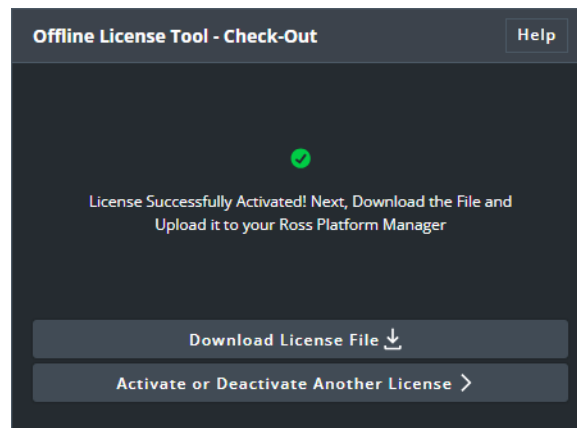 Offline License Tool - Check-Out
Help
License Successfully Activated! Next, Download the File and
Upload it to your Ross Platform Manager
Download License File
Activate or Deactivate Another License